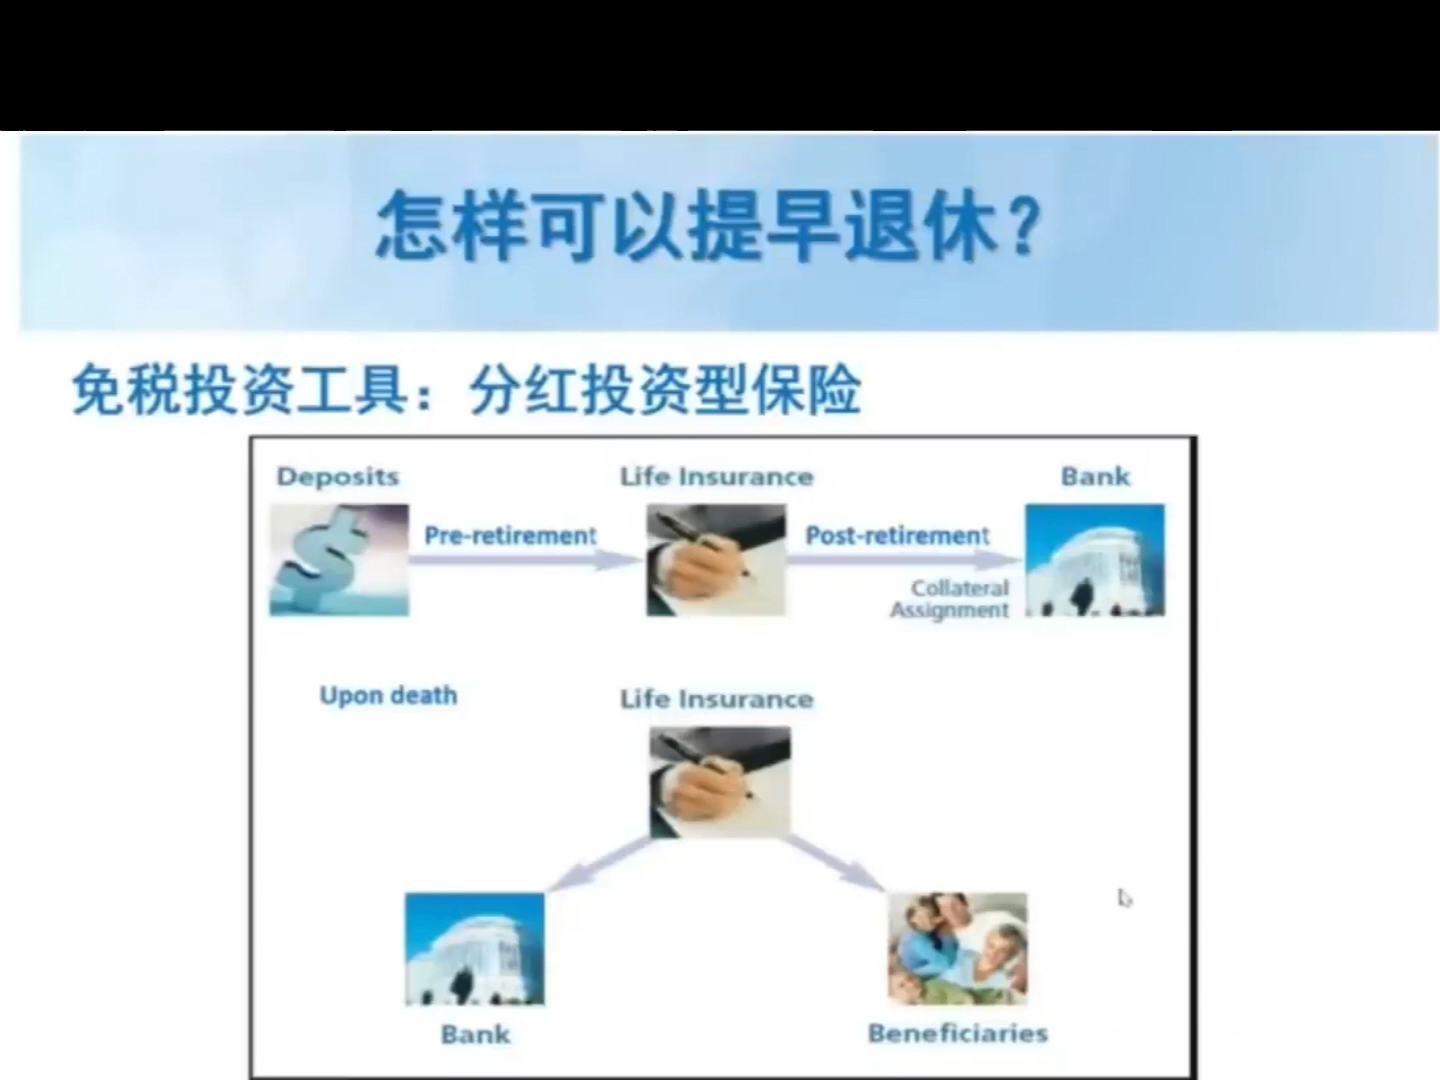 怎样可以提早退休?
免税投资工具：分红投资型保险
Deposits
Life Insurance
Bank
Pre-retirement
Post-retirement
Collateral
Assignment
Upon death
Life Insurance
Bank
Beneficiaries